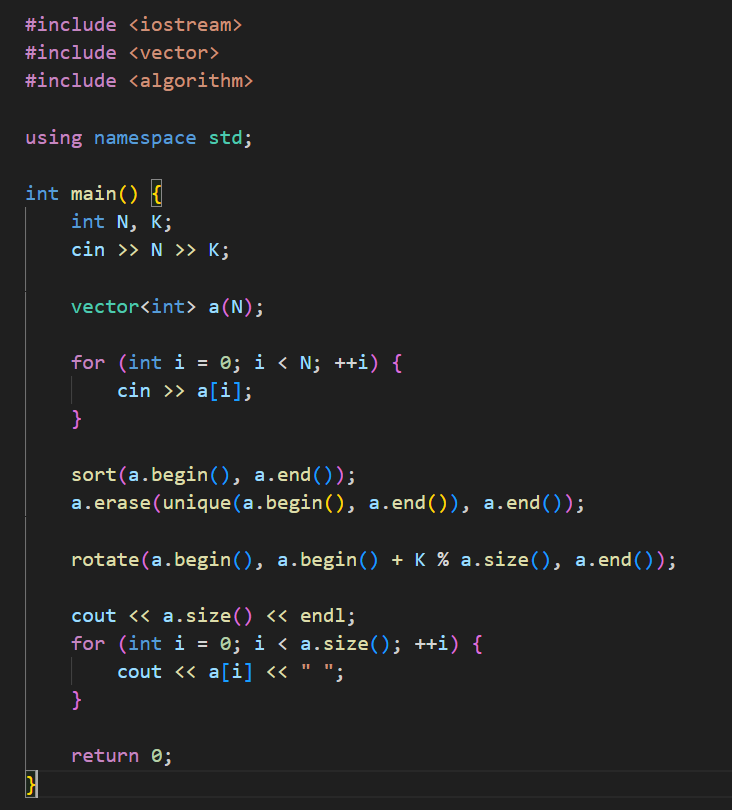 #include <iostream>
#include <vector>
#include <algorithm>
using namespace std;
int main() {
int N, K;
cin >> N >> K;
vector<int> a(N);
for (int i = 0; i < N; ++i) {
cin >> a[i];
}
sort(a.begin(), a.end());
a.erase(unique(a.begin(), a.end()), a.end());
rotate(a.begin(), a.begin() + K % a.size(), a.end());
cout << a.size() << endl;
for (int i = 0; i < a.size(); ++i) {
cout << a[i] << " ";
}
return 0;
}